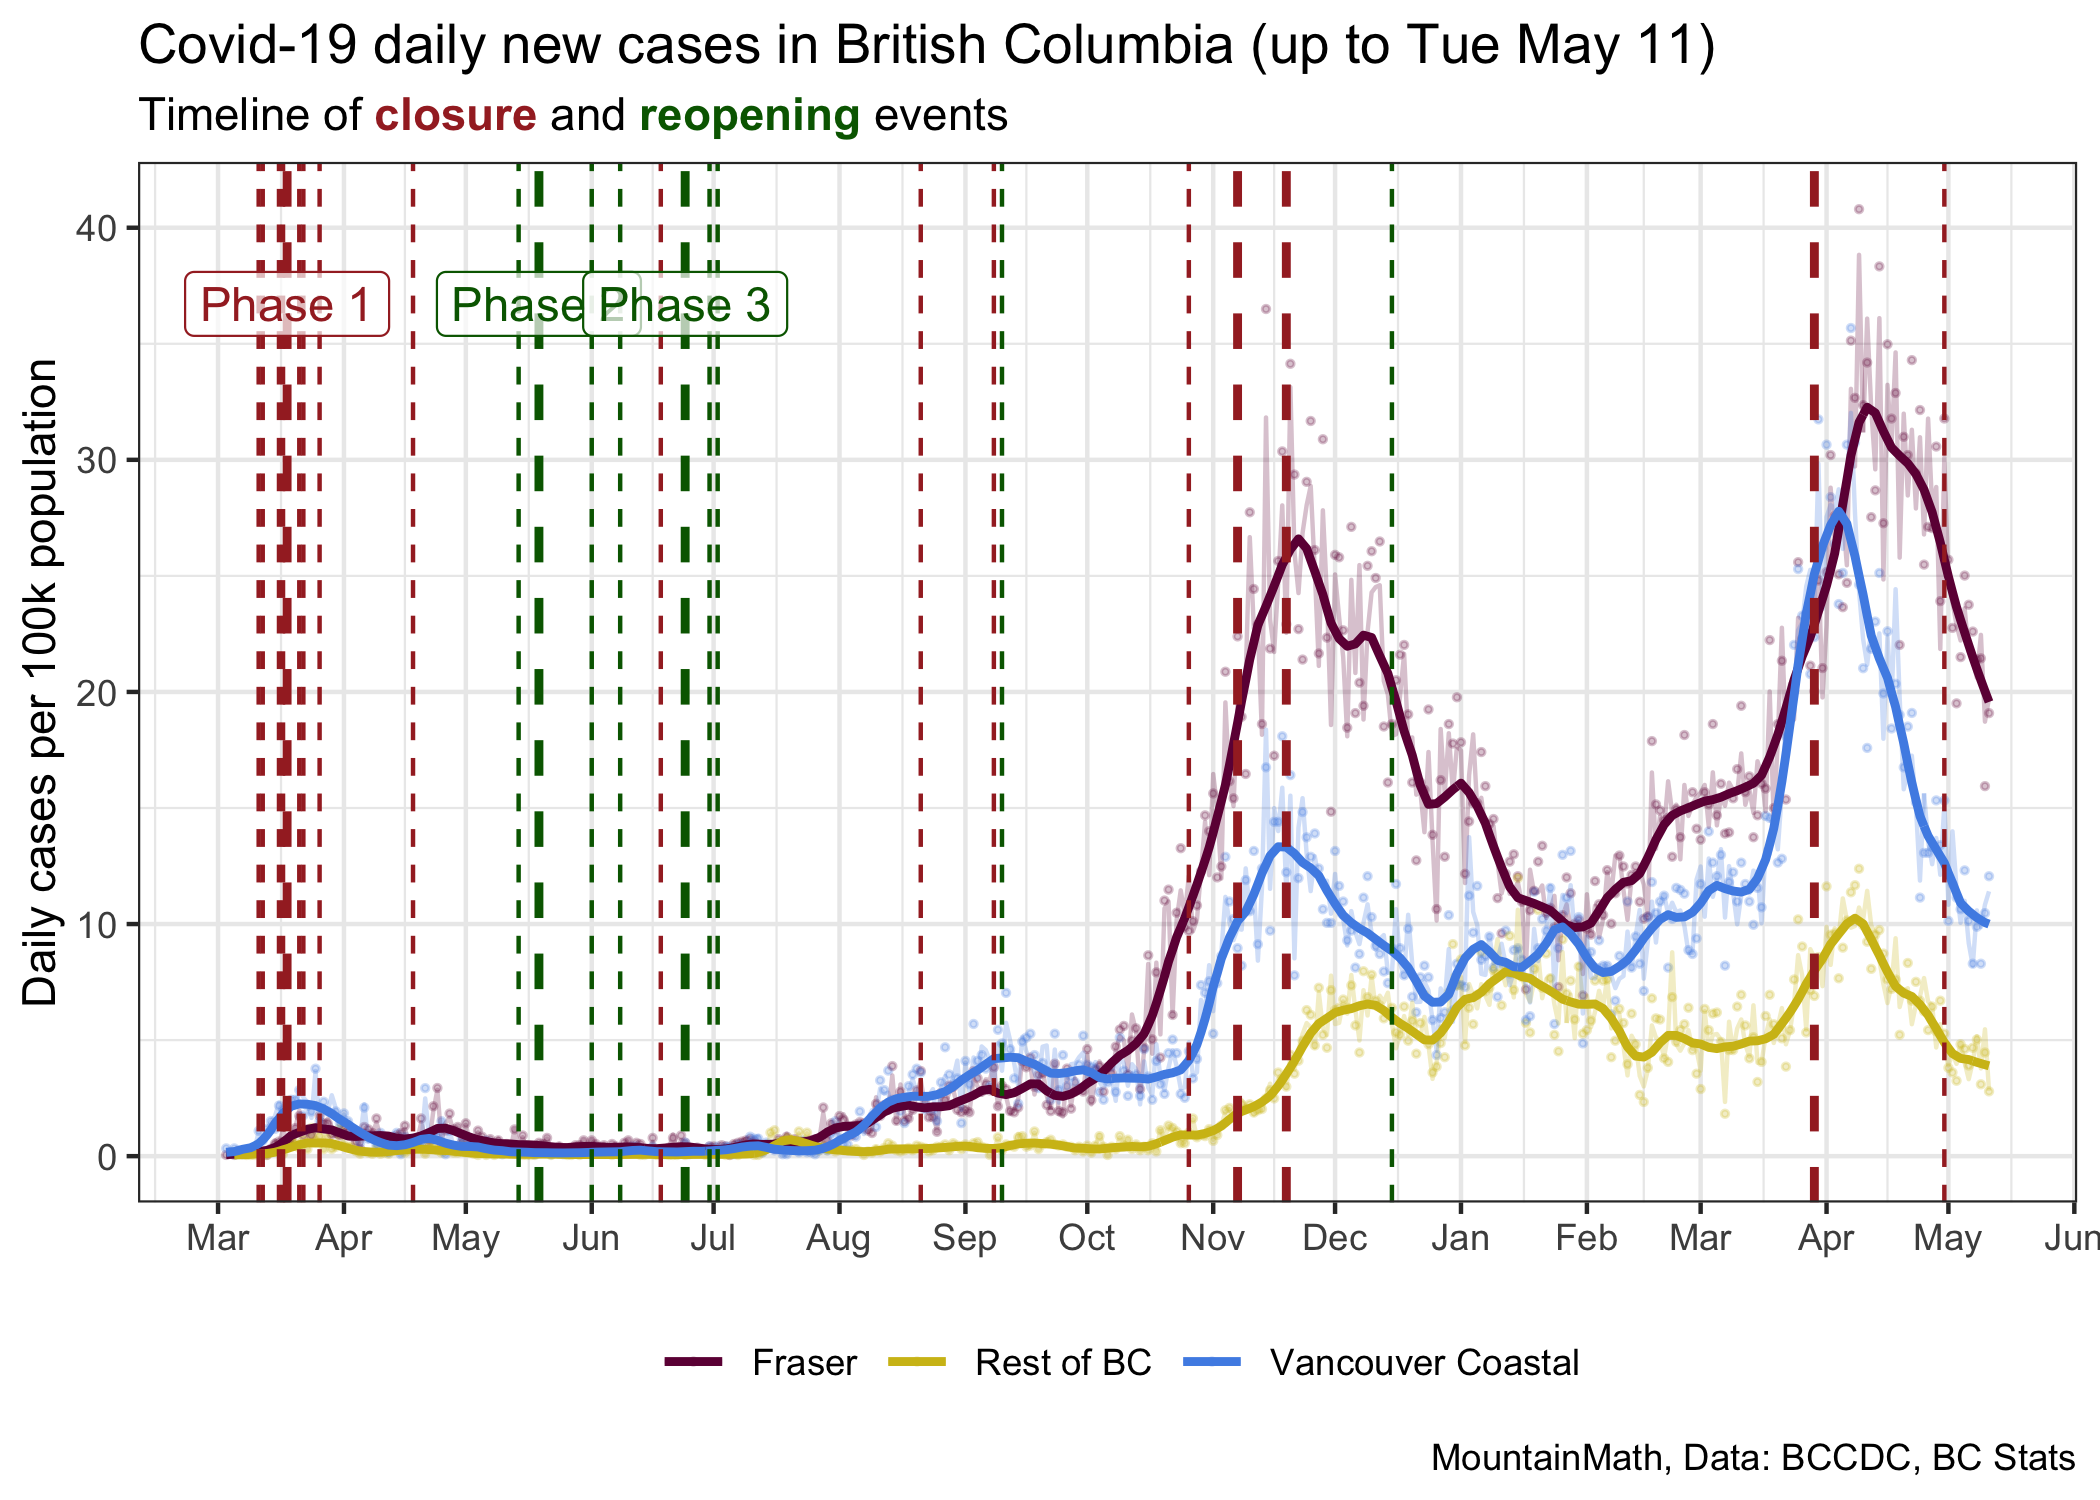 Covid-19 daily new cases in British Columbia (up to Tue May 11)
Timeline of closure and reopening events
Daily cases per 100k population
40
30
20
10
0
Phase 1
Phase 2
Phase 3
Mar Apr May Jun Jul Aug Sep Oct Nov Dec Jan Feb Mar Apr May Jun
Fraser Rest of BC Vancouver Coastal
MountainMath, Data: BCCDC, BC Stats